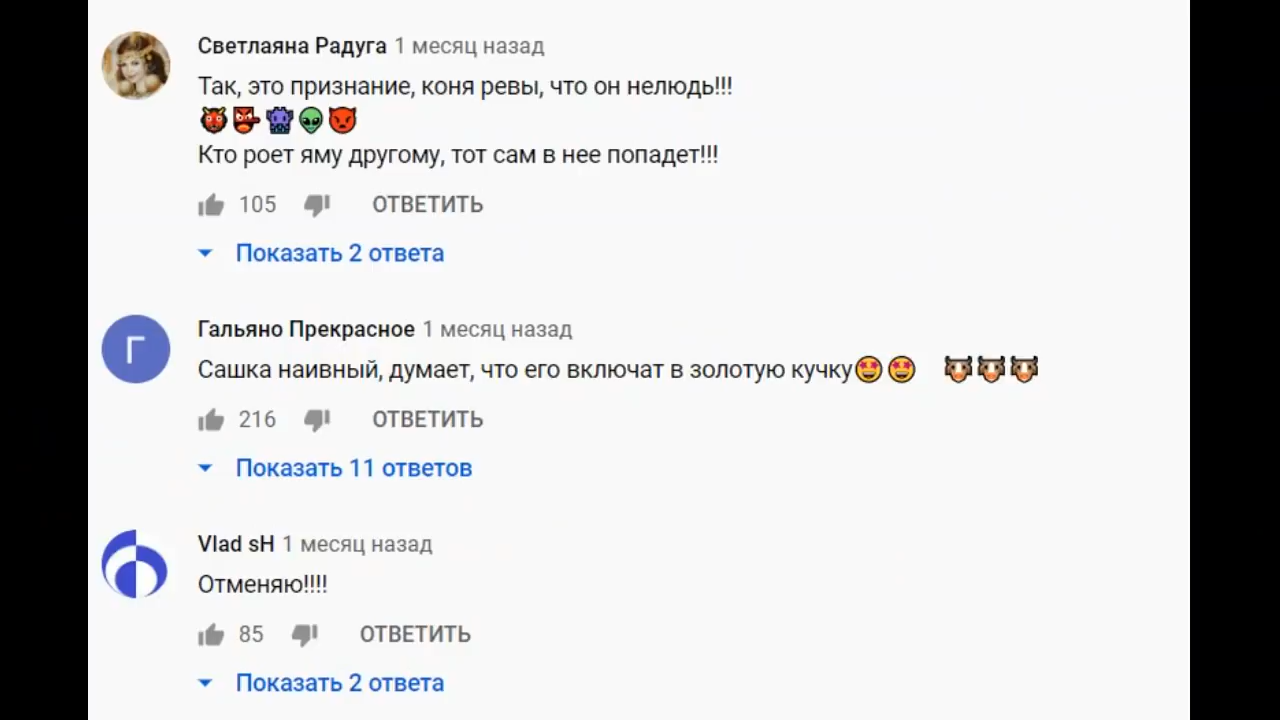 Светлаяна Радуга 1 месяц назад
Так, это признание, коня ревы, что он нелюдь!!!
👹👺👾👽😈
Кто роет яму другому, тот сам в нее попадет!!!
105 ОТВЕТИТЬ
Показать 2 ответа
Г
Гальяно Прекрасное 1 месяц назад
Сашка наивный, думает, что его включат в золотую кучку🤩🤩 🐮🐮🐮
216 ОТВЕТИТЬ
Показать 11 ответов
Vlad sH 1 месяц назад
Отменяю!!!!
85 ОТВЕТИТЬ
Показать 2 ответа